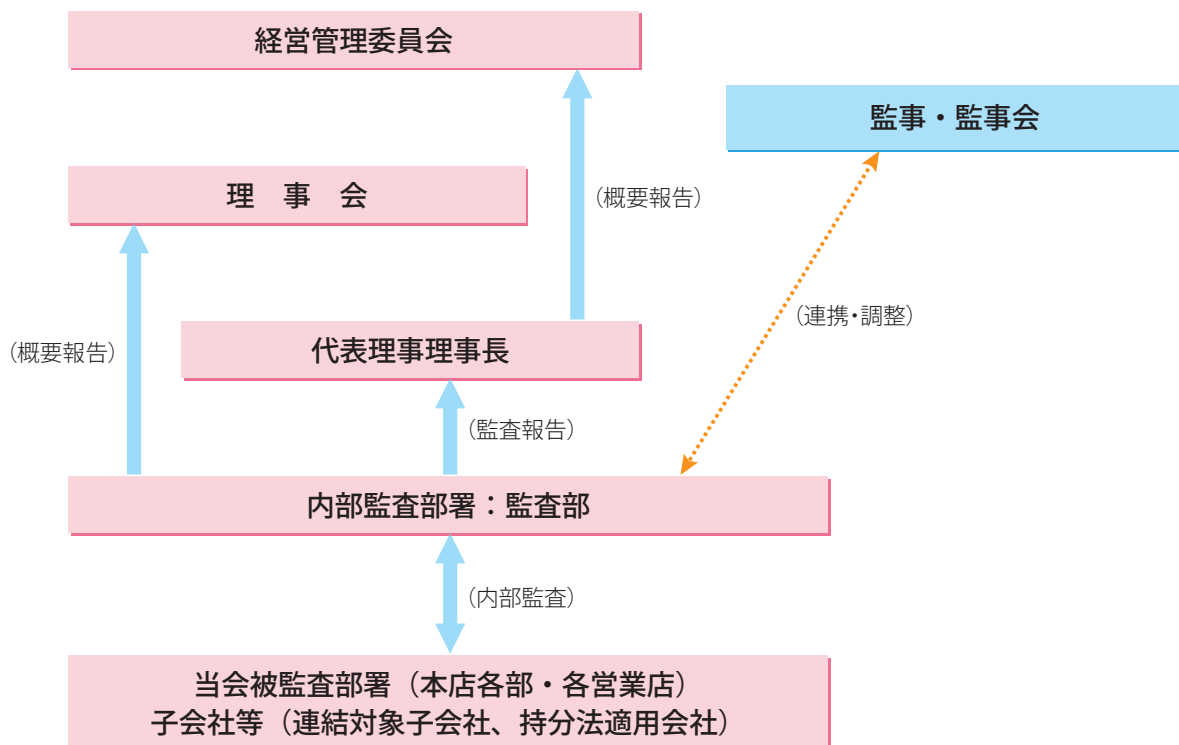 経営管理委員会
監事・監事会
理　事　会
（概要報告）
（連携・調整）
代表理事理事長
（概要報告）
（監査報告）
内部監査部署：監査部
（内部監査）
当会被監査部署（本店各部・各営業店）
子会社等（連結対象子会社、持分法適用会社）